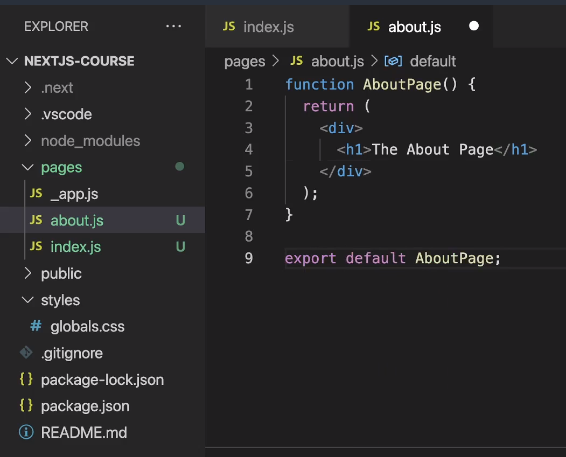 EXPLORER ...
NEXTJS-COURSE
.next
.vscode
node_modules
pages
JS _app.js
JS about.js U
JS index.js U
public
styles
# globals.css
.gitignore
{} package-lock.json
{} package.json
README.md
JS index.js JS about.js
pages > JS about.js > default
1 function AboutPage() {
2 return (
3 <div>
4 <h1>The About Page</h1>
5 </div>
6 );
7 }
8
9 export default AboutPage;